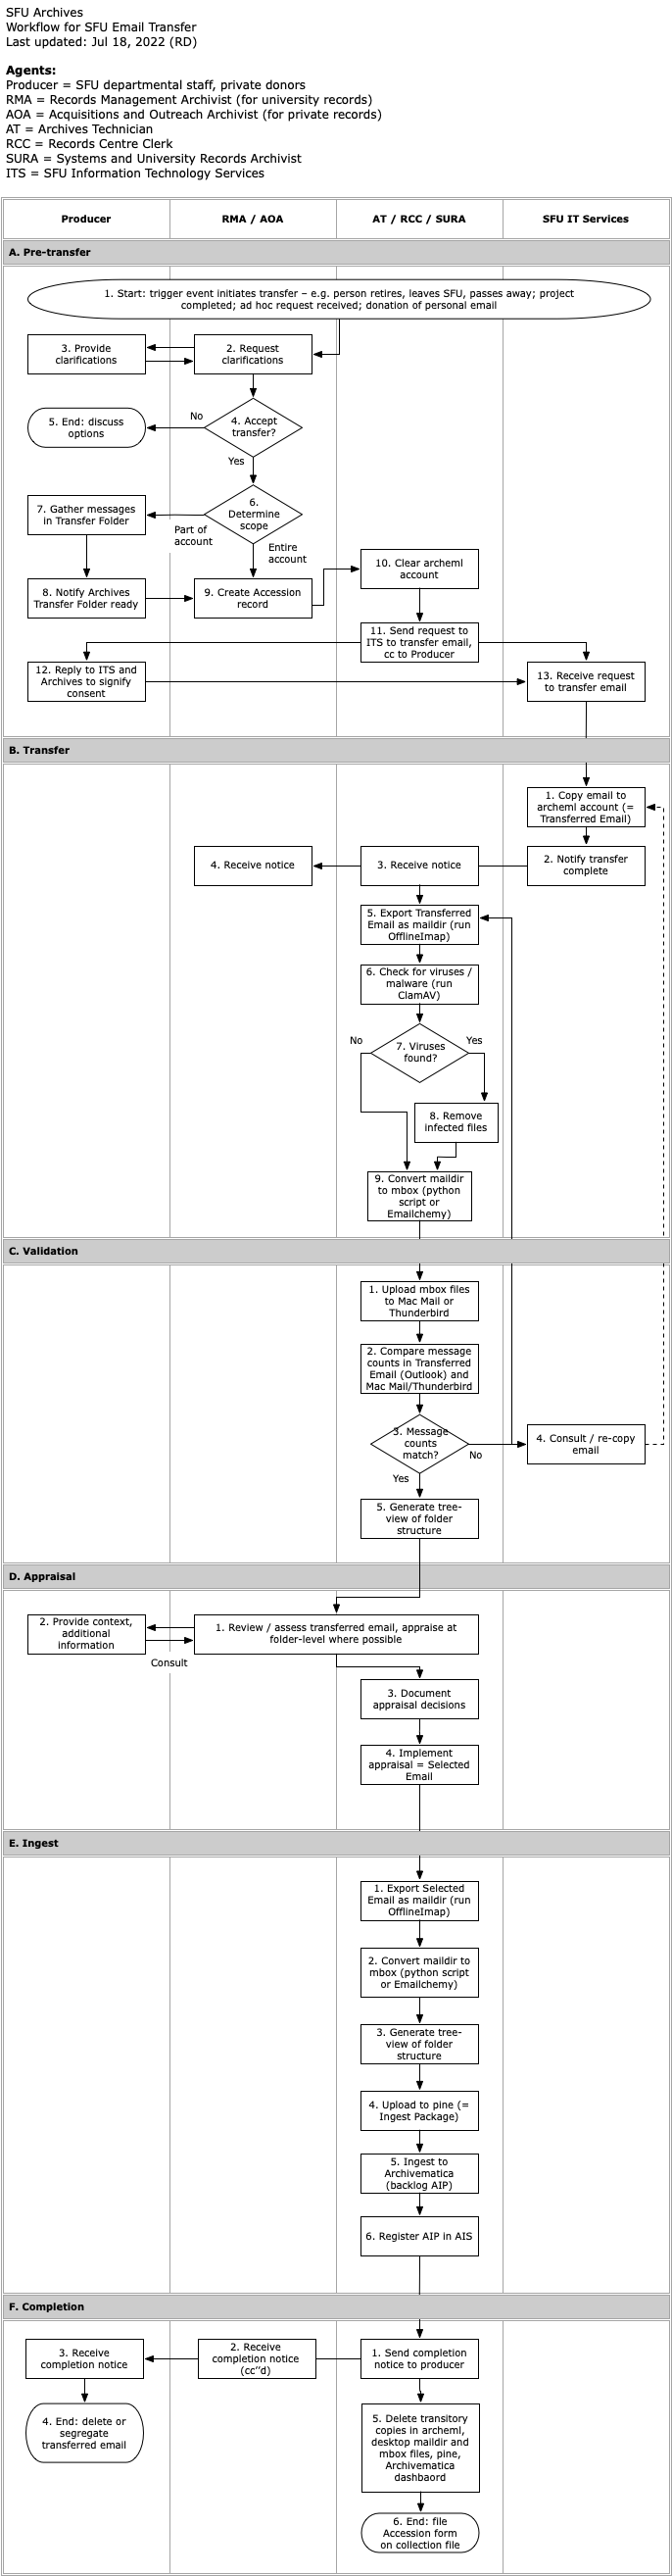 SFU Archives
Workflow for SFU Email Transfer
Last updated: Jul 18, 2022 (RD)
Agents:
Producer = SFU departmental staff, private donors
RMA = Records Management Archivist (for university records)
AOA = Acquisitions and Outreach Archivist (for private records)
AT = Archives Technician
RCC = Records Centre Clerk
SURA = Systems and University Records Archivist
ITS = SFU Information Technology Services
Producer
RMA / AOA
AT / RCC / SURA
SFU IT Services
A. Pre-transfer
1. Start: trigger event initiates transfer – e.g. person retires, leaves SFU, passes away; project
completed; ad hoc request received; donation of personal email
3. Provide
clarifications
2. Request
clarifications
No
4. Accept
transfer?
5. End: discuss
options
Yes
6.
Determine
scope
7. Gather messages
in Transfer Folder
Part of
account
Entire
account
8. Notify Archives
Transfer Folder ready
9. Create Accession
record
10. Clear archeml
account
11. Send request to
ITS to transfer email,
cc to Producer
12. Reply to ITS and
Archives to signify
consent
13. Receive request
to transfer email
B. Transfer
1. Copy email to
archeml account (=
Transferred Email)
4. Receive notice
3. Receive notice
2. Notify transfer
complete
5. Export Transferred
Email as maildir (run
OfflineImap)
6. Check for viruses /
malware (run
ClamAV)
No
7. Viruses
found?
Yes
8. Remove
infected files
9. Convert maildir
to mbox (python
script or
Emailchemy)
C. Validation
1. Upload mbox files
to Mac Mail or
Thunderbird
2. Compare message
counts in Transferred
Email (Outlook) and
Mac Mail/Thunderbird
3. Message
counts
match?
No
4. Consult / re-copy
email
Yes
5. Generate tree-
view of folder
structure
D. Appraisal
2. Provide context,
additional
information
1. Review / assess transferred email, appraise at
folder-level where possible
Consult
3. Document
appraisal decisions
4. Implement
appraisal = Selected
Email
E. Ingest
1. Export Selected
Email as maildir (run
OfflineImap)
2. Convert maildir to
mbox (python script
or Emailchemy)
3. Generate tree-
view of folder
structure
4. Upload to pine (=
Ingest Package)
5. Ingest to
Archivematica
(backlog AIP)
6. Register AIP in AIS
F. Completion
3. Receive
completion notice
2. Receive
completion notice
(cc''d)
1. Send completion
notice to producer
4. End: delete or
segregate
transferred email
5. Delete transitory
copies in archeml,
desktop maildir and
mbox files, pine,
Archivematica
dashbaord
6. End: file
Accession form
on collection file